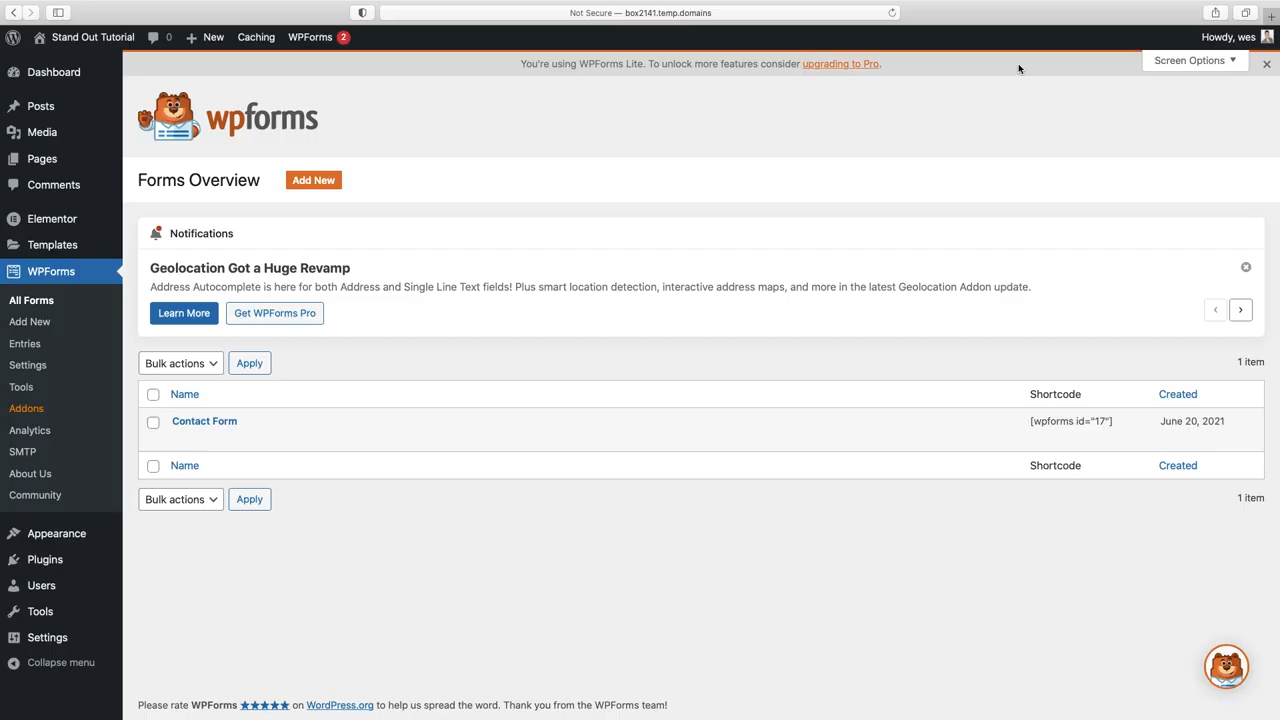 Not Secure — box2141.temp.domains
Stand Out Tutorial 0 New Caching WPForms 2 Howdy, wes
You're using WPForms Lite. To unlock more features consider upgrading to Pro.
Screen Options
Dashboard
Posts
Media
Pages
Comments
Elementor
Templates
WPForms
All Forms
Add New
Entries
Settings
Tools
Addons
Analytics
SMTP
About Us
Community
Appearance
Plugins
Users
Tools
Settings
Collapse menu
wpforms
Forms Overview Add New
Notifications
Geolocation Got a Huge Revamp
Address Autocomplete is here for both Address and Single Line Text fields! Plus smart location detection, interactive address maps, and more in the latest Geolocation Addon update.
Learn More Get WPForms Pro
Bulk actions Apply 1 item
Name Shortcode Created
Contact Form [wpforms id="17"] June 20, 2021
Name Shortcode Created
Bulk actions Apply 1 item
Please rate WPForms ★★★★★ on WordPress.org to help us spread the word. Thank you from the WPForms team!